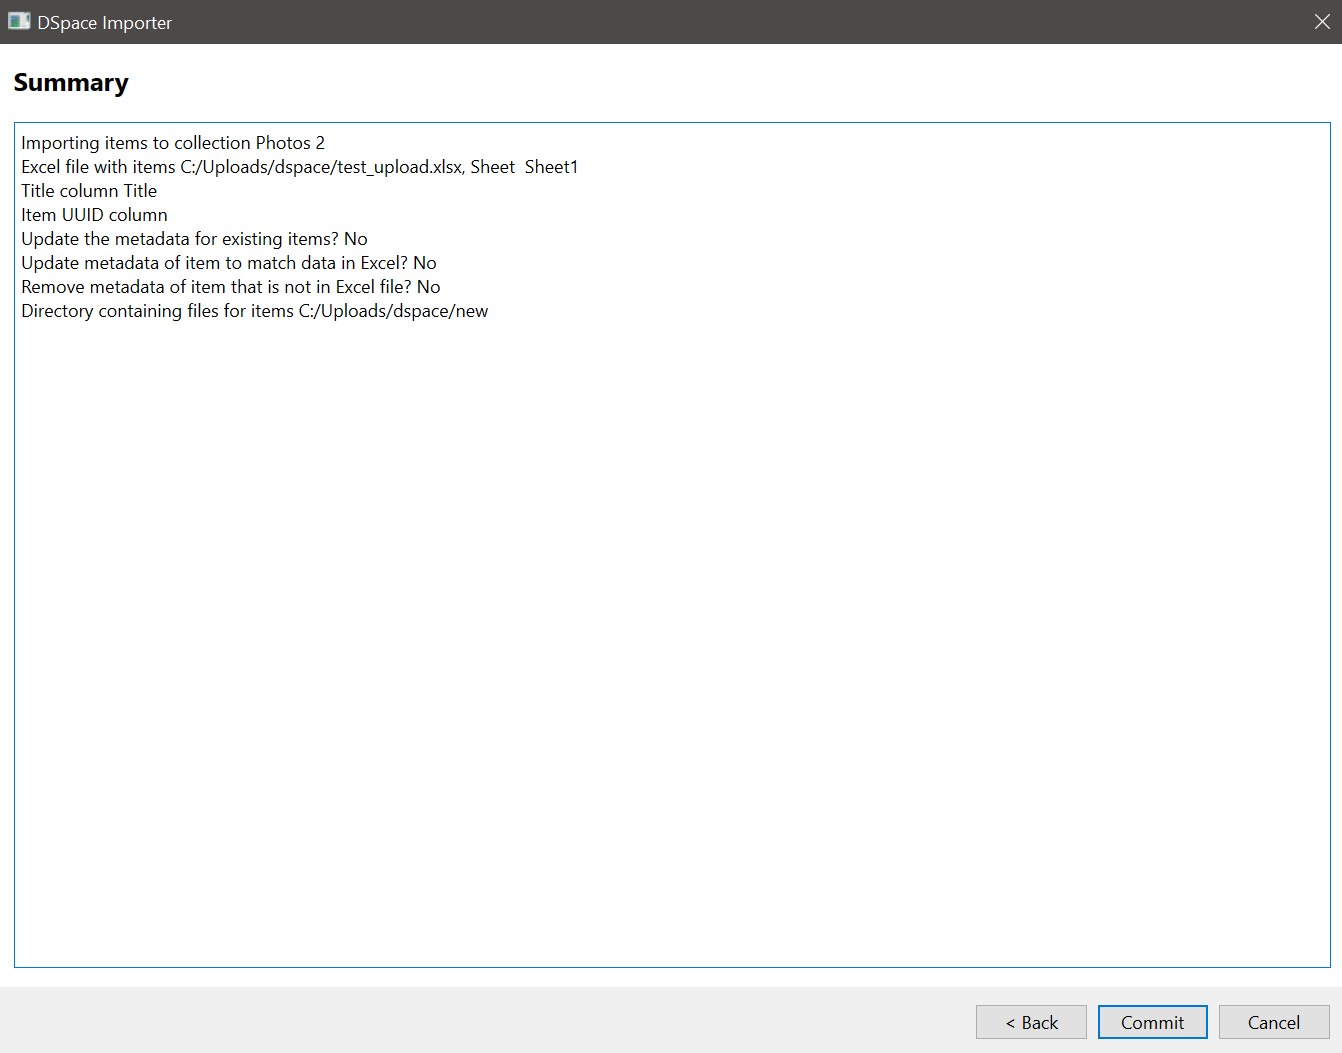 DSpace Importer
Summary
Importing items to collection Photos 2
Excel file with items C:/Uploads/dspace/test_upload.xlsx, Sheet  Sheet1
Title column Title
Item UUID column
Update the metadata for existing items? No
Update metadata of item to match data in Excel? No
Remove metadata of item that is not in Excel file? No
Directory containing files for items C:/Uploads/dspace/new
< Back
Commit
Cancel